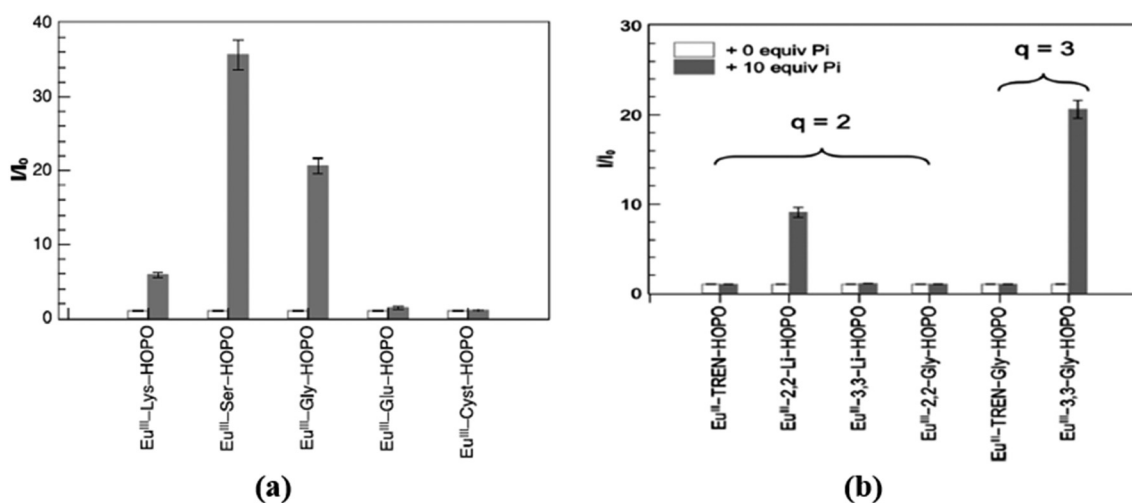 40
30
20
10
0
I/I₀
Eu^III–Lys–HOPO
Eu^III–Ser–HOPO
Eu^III–Gly–HOPO
Eu^III–Glu–HOPO
Eu^III–Cyst–HOPO
(a)
30
20
10
0
I/I₀
+ 0 equiv Pi
+ 10 equiv Pi
q = 2
q = 3
Eu^III–TREN–HOPO
Eu^III–2,2–Li–HOPO
Eu^III–3,3–Li–HOPO
Eu^III–2,2–Gly–HOPO
Eu^III–TREN–Gly–HOPO
Eu^III–3,3–Gly–HOPO
(b)